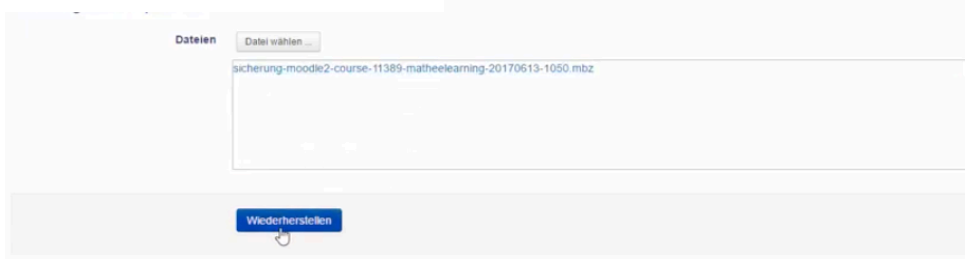 Dateien Datei wählen ...
sicherung-moodle2-course-11389-matheelearning-20170613-1050.mbz
Wiederherstellen